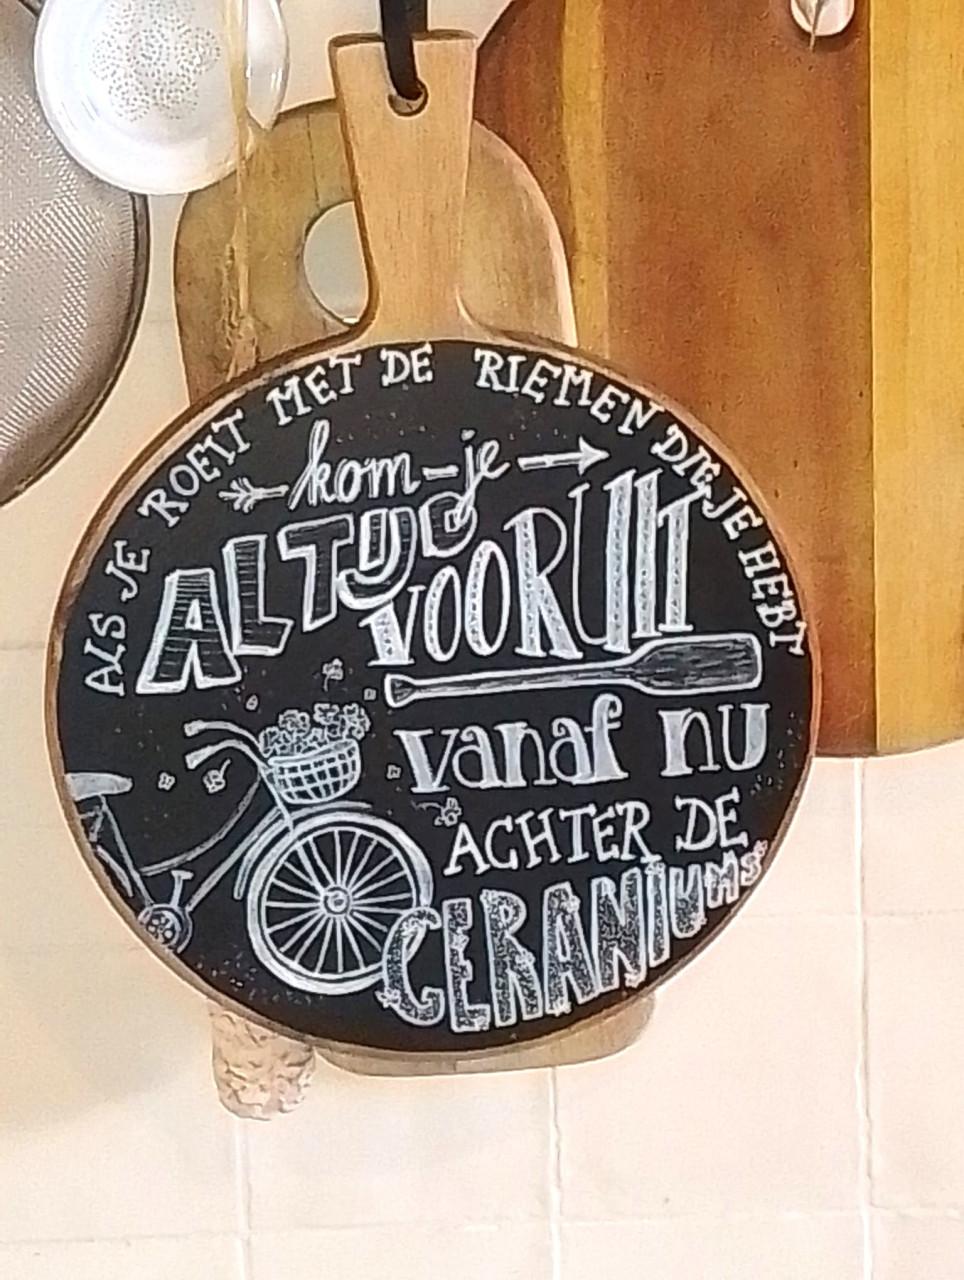 ALS JE ROEIT MET DE RIEMEN DIE JE HEBT
kom-je
ALTIJD
VOORUIT
vanaf nu
ACHTER DE
GERANIUMS